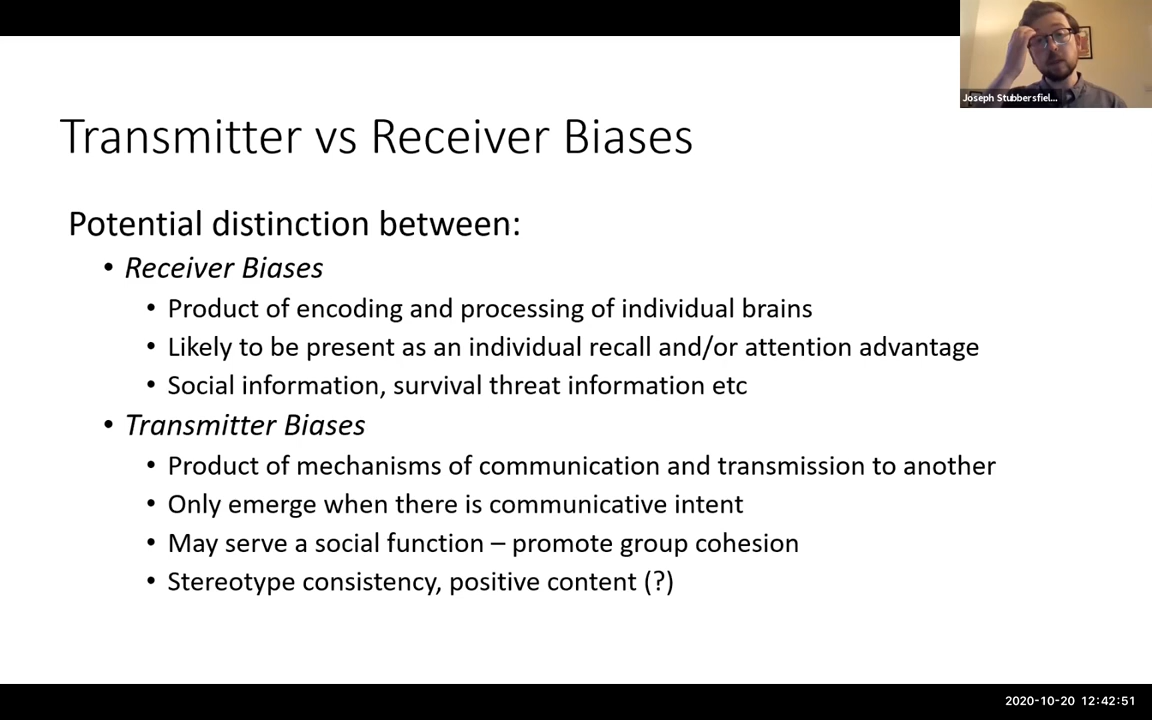 Joseph Stubbersfiel...
Transmitter vs Receiver Biases
Potential distinction between:
• Receiver Biases
• Product of encoding and processing of individual brains
• Likely to be present as an individual recall and/or attention advantage
• Social information, survival threat information etc
• Transmitter Biases
• Product of mechanisms of communication and transmission to another
• Only emerge when there is communicative intent
• May serve a social function – promote group cohesion
• Stereotype consistency, positive content (?)
2020-10-20 12:42:51